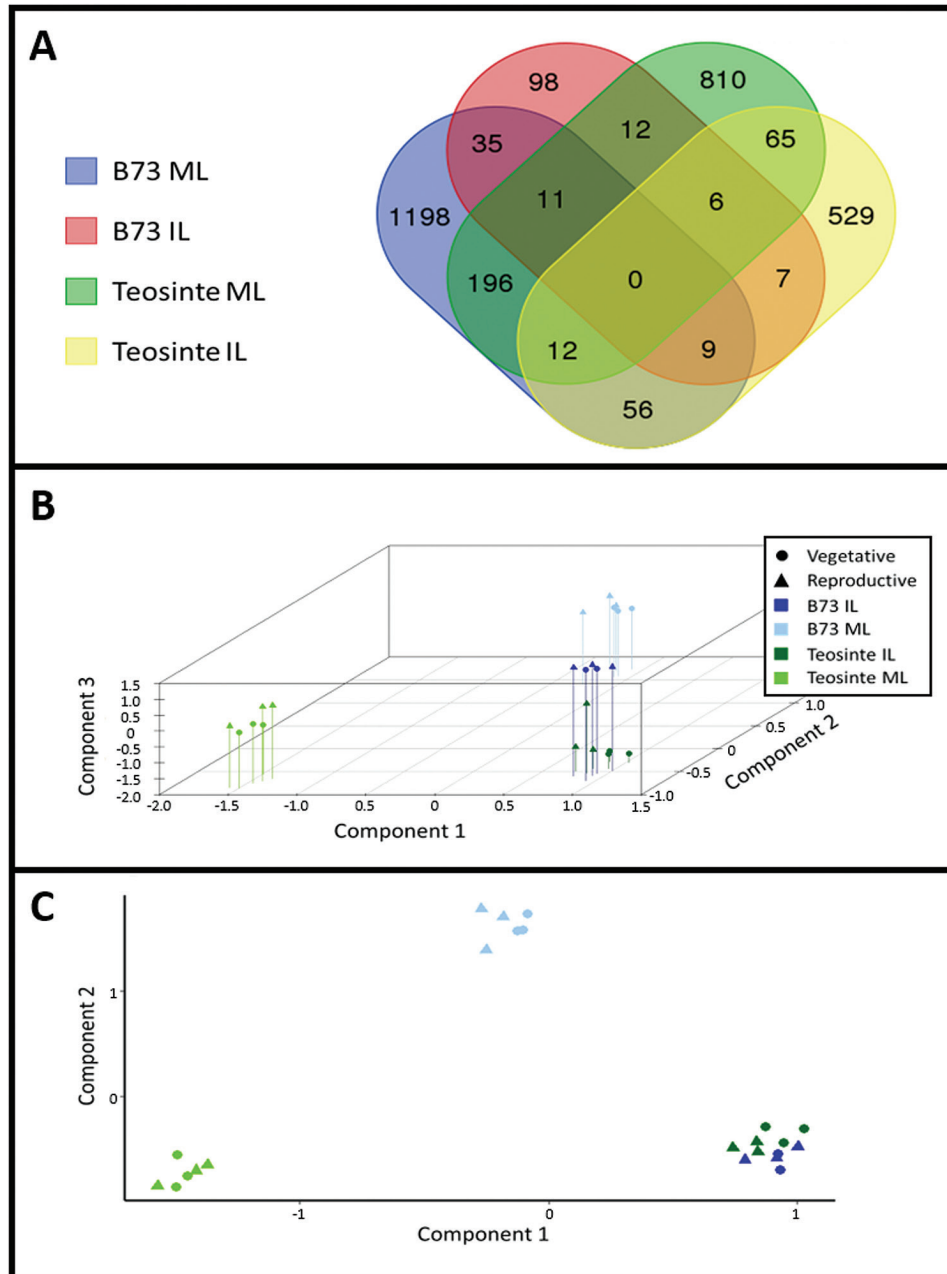 A
B73 ML
B73 IL
Teosinte ML
Teosinte IL
98
810
35
12
65
1198
11
6
529
196
0
7
12
9
56
B
Vegetative
Reproductive
B73 IL
B73 ML
Teosinte IL
Teosinte ML
Component 3
1.5
1.0
0.5
0
-0.5
-1.0
-1.5
-2.0
-2.0
-1.5
-1.0
0.5
0
0.5
1.0
1.5
Component 1
-1.0
-0.5
0
0.5
1.0
Component 2
C
Component 2
1
0
-1
0
1
Component 1